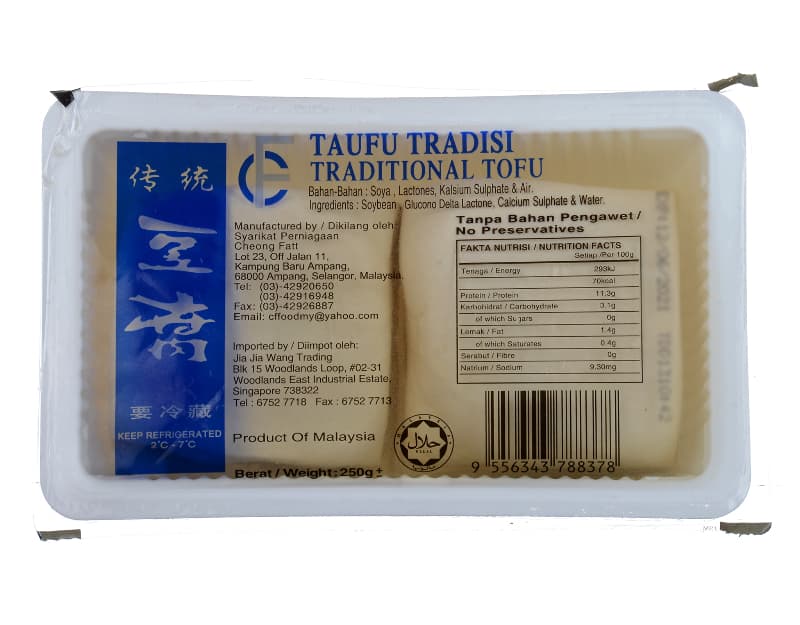 传统
豆腐
要冷藏
KEEP REFRIGERATED
2°C - 7°C
CF
TAUFU TRADISI
TRADITIONAL TOFU
Bahan-Bahan : Soya , Lactones, Kalsium Sulphate & Air.
Ingredients : Soybean, Glucono Delta Lactone, Calcium Sulphate & Water.
Manufactured by / Dikilang oleh:
Syarikat Perniagaan
Cheong Fatt
Lot 23, Off Jalan 11,
Kampung Baru Ampang,
68000 Ampang, Selangor, Malaysia.
Tel: (03)-42920650
(03)-42916948
Fax: (03)-42926887
Email: cffoodmy@yahoo.com
Imported by / Diimpot oleh:
Jia Jia Wang Trading
Blk 15 Woodlands Loop, #02-31
Woodlands East Industrial Estate,
Singapore 738322
Tel : 6752 7718 Fax : 6752 7713
Product Of Malaysia
Berat / Weight: 250g ±
Tanpa Bahan Pengawet /
No Preservatives
FAKTA NUTRISI / NUTRITION FACTS
Setiap /Per 100g
Tenaga / Energy 293kJ
70kcal
Protein / Protein 11.3g
Karbohidrat / Carbohydrate 3.1g
of which Sugars 0g
Lemak / Fat 1.4g
of which Saturates 0.4g
Serabut / Fibre 0g
Natrium / Sodium 9.30mg
حلال
HALAL
9 556343 788378